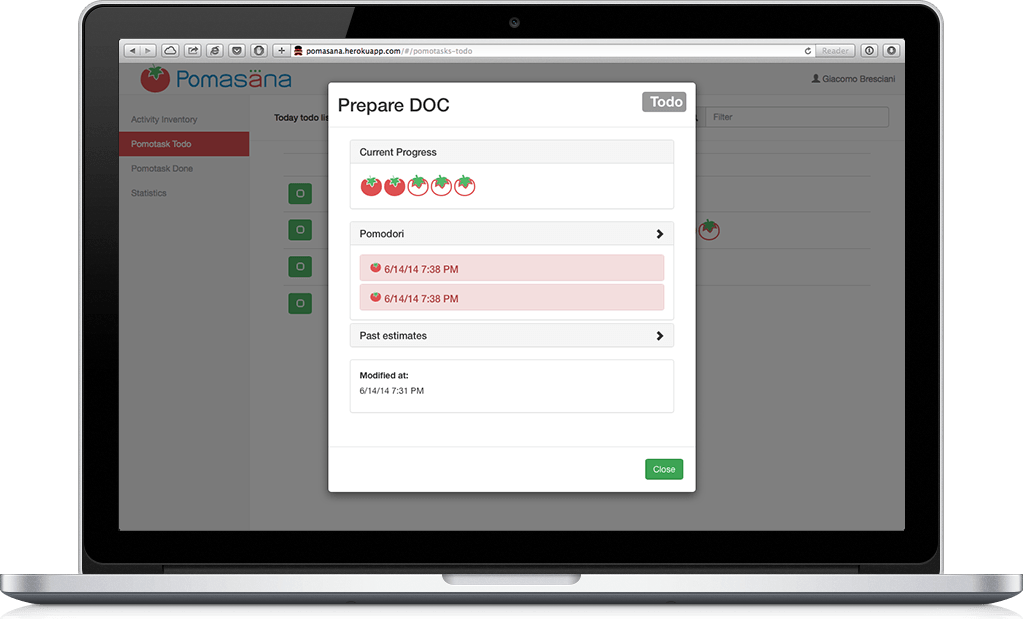 pomasana.herokuapp.com/#/pomotasks-todo
Reader
Pomasäna
Giacomo Bresciani
Activity Inventory
Pomotask Todo
Pomotask Done
Statistics
Today todo lis
Filter
Prepare DOC
Todo
Current Progress
Pomodori
6/14/14 7:38 PM
6/14/14 7:38 PM
Past estimates
Modified at:
6/14/14 7:31 PM
Close